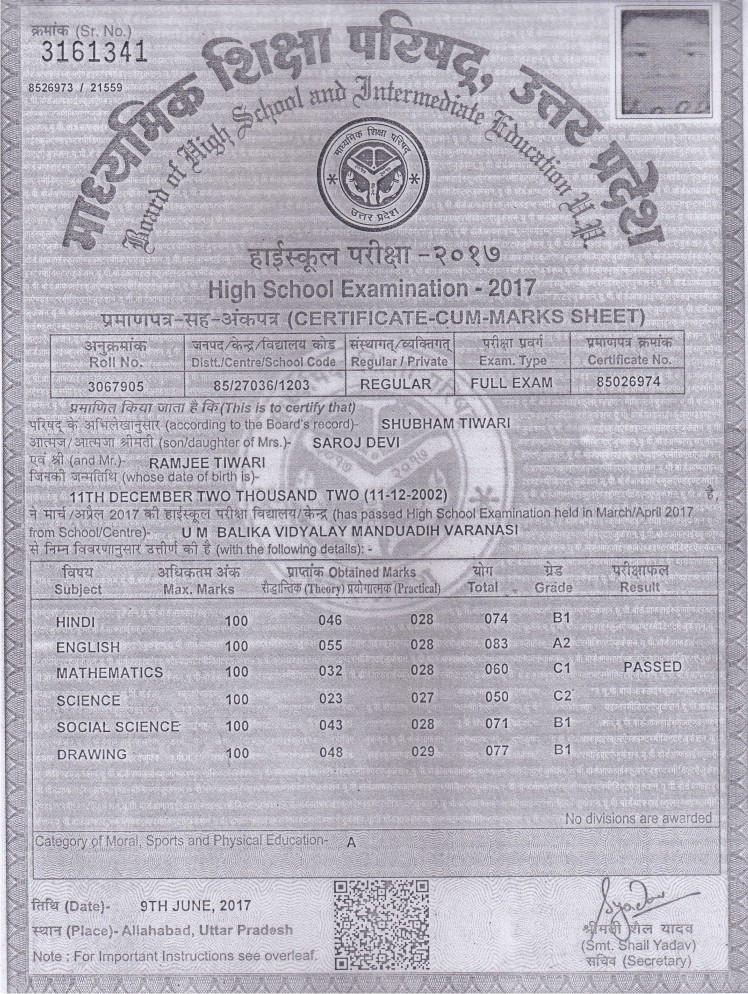 क्रमांक (Sr. No.)
3161341
8526973 / 21559
माध्यमिक शिक्षा परिषद्, उत्तर प्रदेश
Board of High School and Intermediate Education U.P.
माध्यमिक शिक्षा परिषद्
उत्तर प्रदेश
हाईस्कूल परीक्षा -२०१७
High School Examination - 2017
प्रमाणपत्र-सह-अंकपत्र (CERTIFICATE-CUM-MARKS SHEET)
अनुक्रमांक जनपद/केन्द्र/विद्यालय कोड संस्थागत्/व्यक्तिगत् परीक्षा प्रवर्ग प्रमाणपत्र क्रमांक
Roll No. Distt./Centre/School Code Regular / Private Exam. Type Certificate No.
3067905 85/27036/1203 REGULAR FULL EXAM 85026974
प्रमाणित किया जाता है कि(This is to certify that)
परिषद् के अभिलेखानुसार (according to the Board's record)- SHUBHAM TIWARI
आत्मज/आत्मजा श्रीमती (son/daughter of Mrs.)- SAROJ DEVI
एवं श्री (and Mr.)- RAMJEE TIWARI
जिनकी जन्मतिथि (whose date of birth is)-
11TH DECEMBER TWO THOUSAND TWO (11-12-2002) है,
ने मार्च/अप्रैल 2017 की हाईस्कूल परीक्षा विद्यालय/केन्द्र (has passed High School Examination held in March/April 2017
from School/Centre)- U M BALIKA VIDYALAY MANDUADIH VARANASI
से निम्न विवरणानुसार उत्तीर्ण की है (with the following details): -
विषय अधिकतम अंक प्राप्तांक Obtained Marks योग ग्रेड परीक्षाफल
Subject Max. Marks सैद्धान्तिक (Theory) प्रयोगात्मक (Practical) Total Grade Result
HINDI 100 046 028 074 B1
ENGLISH 100 055 028 083 A2
MATHEMATICS 100 032 028 060 C1 PASSED
SCIENCE 100 023 027 050 C2
SOCIAL SCIENCE 100 043 028 071 B1
DRAWING 100 048 029 077 B1
No divisions are awarded
Category of Moral, Sports and Physical Education- A
तिथि (Date)- 9TH JUNE, 2017
स्थान (Place)- Allahabad, Uttar Pradesh
Note : For Important Instructions see overleaf.
श्रीमती शैल यादव
(Smt. Shail Yadav)
सचिव (Secretary)